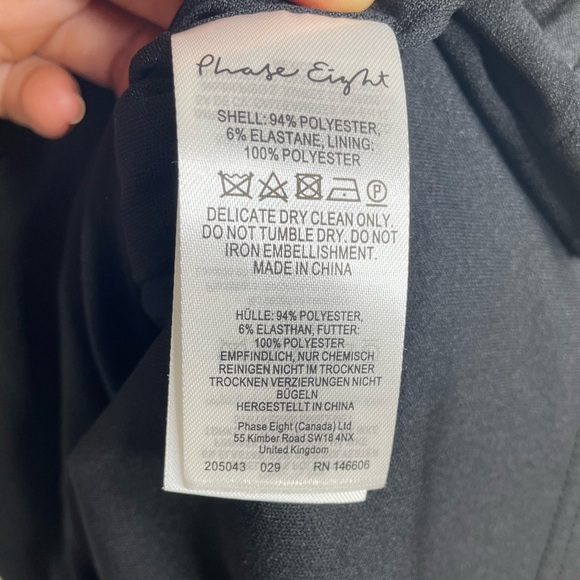 Phase Eight
SHELL: 94% POLYESTER,
6% ELASTANE, LINING:
100% POLYESTER
P
DELICATE DRY CLEAN ONLY.
DO NOT TUMBLE DRY. DO NOT
IRON EMBELLISHMENT.
MADE IN CHINA
HÜLLE: 94% POLYESTER,
6% ELASTHAN, FUTTER:
100% POLYESTER
EMPFINDLICH, NUR CHEMISCH
REINIGEN NICHT IM TROCKNER
TROCKNEN VERZIERUNGEN NICHT
BÜGELN
HERGESTELLT IN CHINA
Phase Eight (Canada) Ltd
55 Kimber Road SW18 4NX
United Kingdom
205043 029 RN 146606